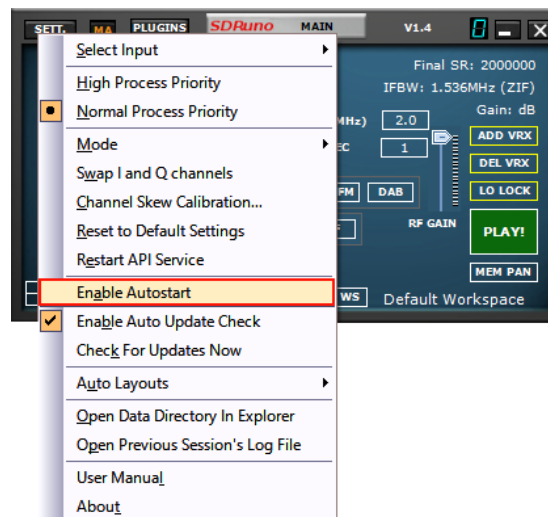 SETT. MA PLUGINS SDRuno MAIN V1.4 0
Select Input
High Process Priority
Normal Process Priority
Mode
Swap I and Q channels
Channel Skew Calibration...
Reset to Default Settings
Restart API Service
Enable Autostart
Enable Auto Update Check
Check For Updates Now
Auto Layouts
Open Data Directory In Explorer
Open Previous Session's Log File
User Manual
About
Final SR: 2000000
IFBW: 1.536MHz (ZIF)
Gain: dB
MHz) 2.0
ADD VRX
EC 1
DEL VRX
FM DAB
LO LOCK
RF GAIN
PLAY!
MEM PAN
WS Default Workspace